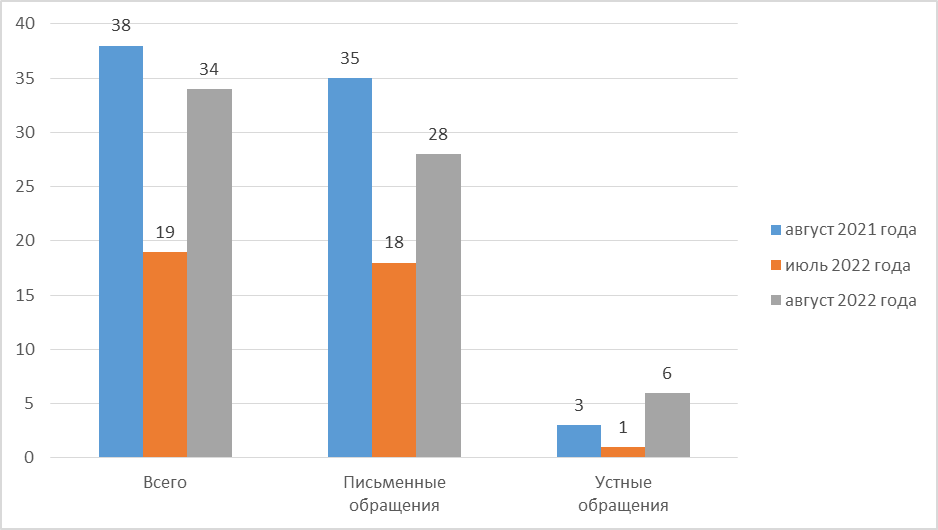 40
35
30
25
20
15
10
5
0
38
19
34
35
18
28
3
1
6
Всего
Письменные
обращения
Устные
обращения
август 2021 года
июль 2022 года
август 2022 года